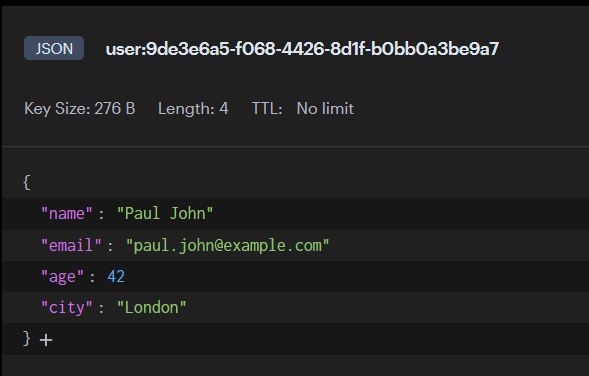 JSON user:9de3e6a5-f068-4426-8d1f-b0bb0a3be9a7
Key Size: 276 B Length: 4 TTL: No limit
{
"name" : "Paul John"
"email" : "paul.john@example.com"
"age" : 42
"city" : "London"
} +